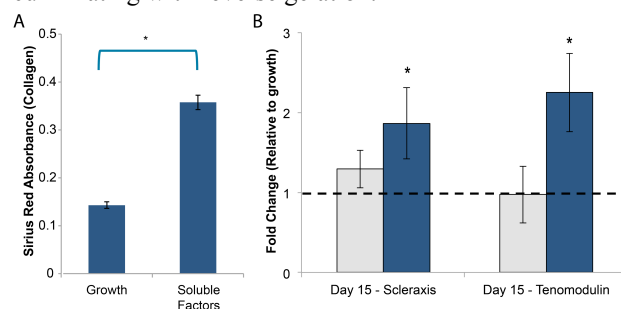 A
B
*
Sirius Red Absorbance (Collagen)
0.5
0.4
0.3
0.2
0.1
0
Growth
Soluble
Factors
Fold Change (Relative to growth)
3
2
1
0
*
*
Day 15 - Scleraxis
Day 15 - Tenomodulin